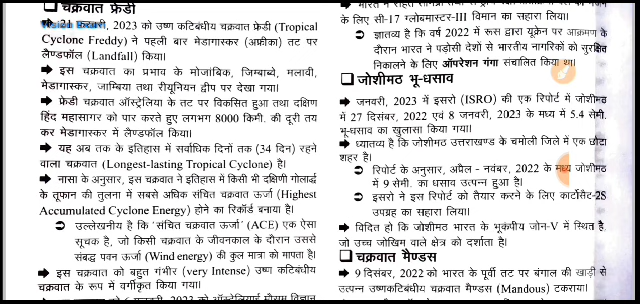 ❑ चक्रवात फ्रेडी
21 फरवरी, 2023 को उष्ण कटिबंधीय चक्रवात फ्रेडी (Tropical
Cyclone Freddy) ने पहली बार मेडागास्कर (अफ्रीका) तट पर
लैण्डफॉल (Landfall) किया।
➡ इस चक्रवात का प्रभाव के मोजांबिक, जिम्बाब्वे, मलावी,
मेडागास्कर, जाम्बिया तथा रीयूनियन द्वीप पर देखा गया।
➡ फ्रेडी चक्रवात ऑस्ट्रेलिया के तट पर विकसित हुआ तथा दक्षिण
हिंद महासागर को पार करते हुए लगभग 8000 किमी. की दूरी तय
कर मेडागास्कर में लैण्डफॉल किया।
➡ यह अब तक के इतिहास में सर्वाधिक दिनों तक (34 दिन) रहने
वाला चक्रवात (Longest-lasting Tropical Cyclone) है।
➡ नासा के अनुसार, इस चक्रवात ने इतिहास में किसी भी दक्षिणी गोलार्द्ध
के तूफान की तुलना में सबसे अधिक संचित चक्रवात ऊर्जा (Highest
Accumulated Cyclone Energy) होने का रिकॉर्ड बनाया है।
➲ उल्लेखनीय है कि 'संचित चक्रवात ऊर्जा' (ACE) एक ऐसा
सूचक है, जो किसी चक्रवात के जीवनकाल के दौरान उससे
संबद्ध पवन ऊर्जा (Wind energy) की कुल मात्रा को मापता है।
➡ इस चक्रवात को बहुत गंभीर (very Intense) उष्ण कटिबंधीय
चक्रवात के रूप में वर्गीकृत किया गया।
2023 को ऑस्ट्रेलियाई मौसम विज्ञान
के लिए सी-17 ग्लोबमास्टर-III विमान का सहारा लिया।
➲ ज्ञातव्य है कि वर्ष 2022 में रूस द्वारा यूक्रेन पर आक्रमण के
दौरान भारत ने पड़ोसी देशों से भारतीय नागरिकों को सुरक्षित
निकालने के लिए ऑपरेशन गंगा संचालित किया था।
❑ जोशीमठ भू-धसाव
➡ जनवरी, 2023 में इसरो (ISRO) की एक रिपोर्ट में जोशीमठ
में 27 दिसंबर, 2022 एवं 8 जनवरी, 2023 के मध्य में 5.4 सेमी.
भू-धसाव का खुलासा किया गया।
➡ ध्यातव्य है कि जोशीमठ उत्तराखण्ड के चमोली जिले में एक छोटा
शहर है।
➲ रिपोर्ट के अनुसार, अप्रैल - नवंबर, 2022 के मध्य जोशीमठ
में 9 सेमी. का धसाव उत्पन्न हुआ है।
➲ इसरो ने इस रिपोर्ट को तैयार करने के लिए कार्टोसैट-2S
उपग्रह का सहारा लिया।
➡ विदित हो कि जोशीमठ भारत के भूकंपीय जोन-V में स्थित है,
जो उच्च जोखिम वाले क्षेत्र को दर्शाता है।
❑ चक्रवात मैण्डस
➡ 9 दिसंबर, 2022 को भारत के पूर्वी तट पर बंगाल की खाड़ी से
उत्पन्न उष्णकटिबंधीय चक्रवात मैण्डस (Mandous) टकराया।